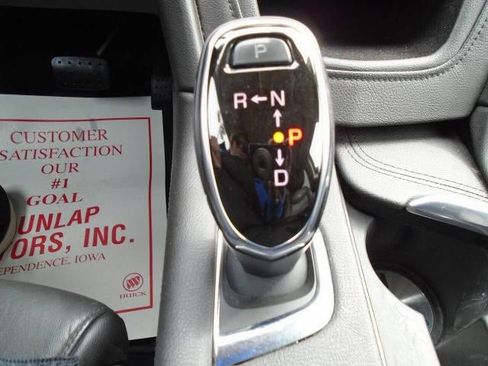 P
R ← N
↑
P
↓
D
CUSTOMER
SATISFACTION
OUR
#1
GOAL
UNLAP
TORS, INC.
EPENDENCE, IOWA
BUICK